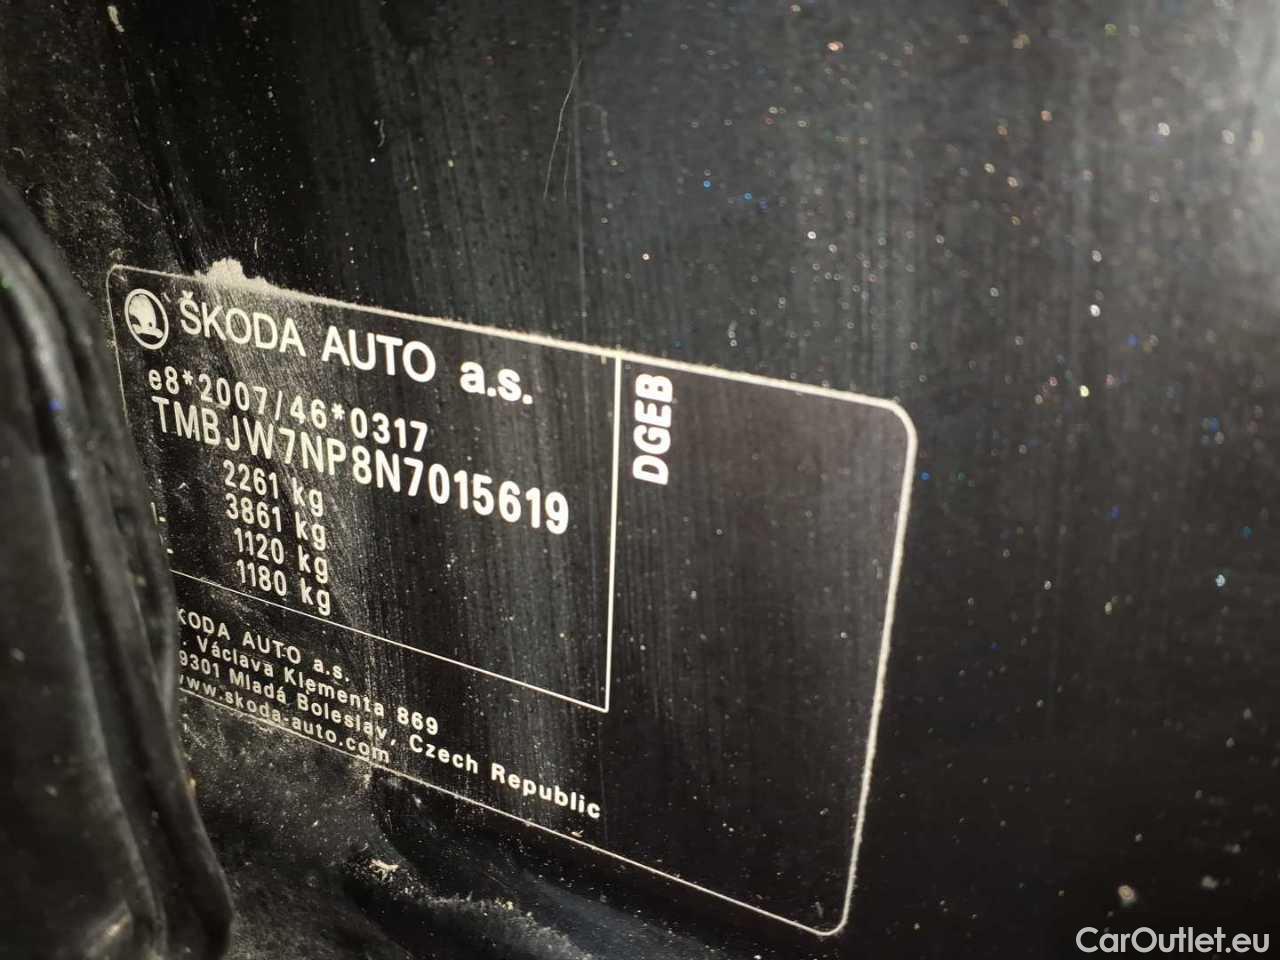 ŠKODA AUTO a.s.
e8*2007/46*0317
TMBJW7NP8N7015619
2261 kg
3861 kg
1120 kg
1180 kg
DGEB
KODA AUTO a.s.
. Václava Klementa 869
9301 Mladá Boleslav, Czech Republic
www.skoda-auto.com
CarOutlet.eu